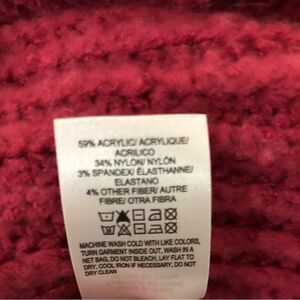 59% ACRYLIC/ ACRYLIQUE/
ACRILICO
34% NYLON/ NYLÓN
3% SPANDEX/ ÉLASTHANNE/
ELASTANO
4% OTHER FIBER/ AUTRE
FIBRE/ OTRA FIBRA
MACHINE WASH COLD WITH LIKE COLORS,
TURN GARMENT INSIDE OUT, WASH IN A
NET BAG, DO NOT BLEACH, LAY FLAT TO
DRY, COOL IRON IF NECESSARY, DO NOT
DRY CLEAN